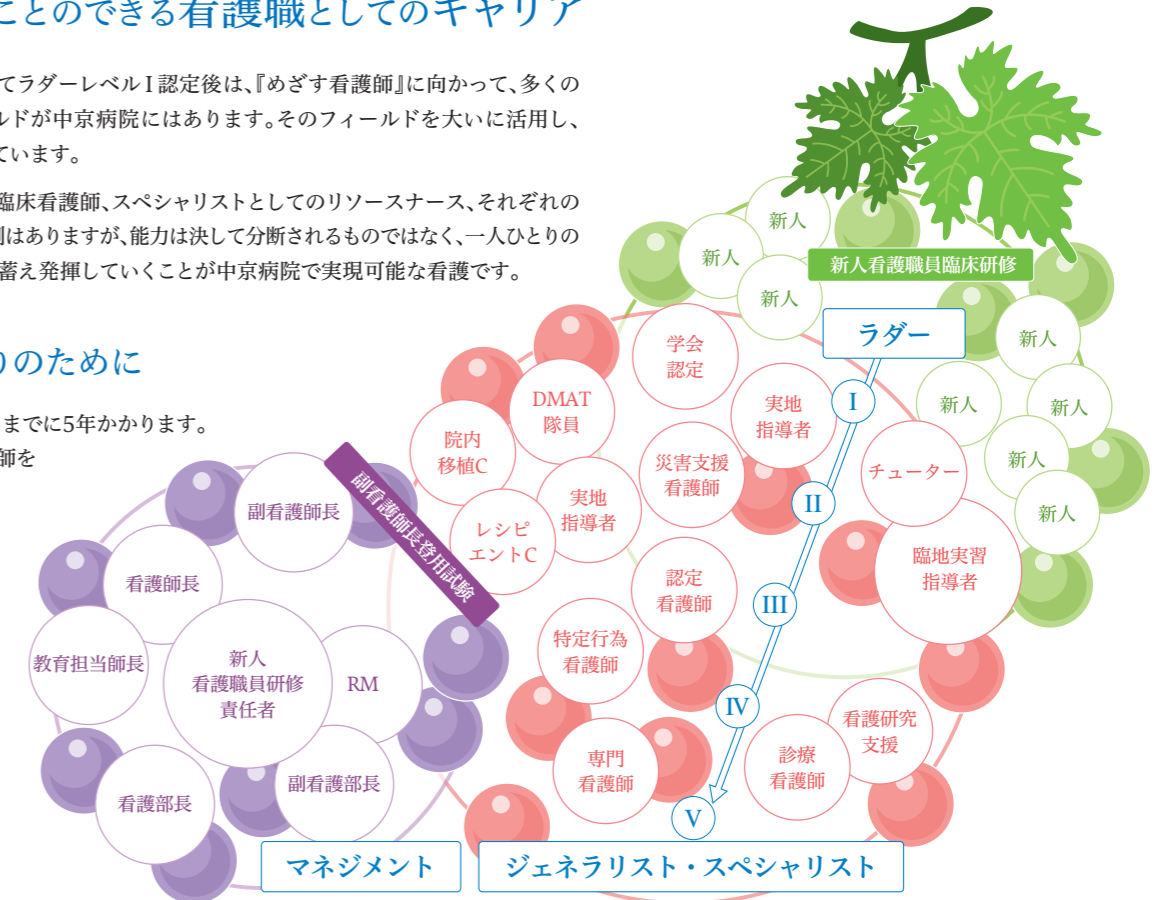 ことのできる看護職としてのキャリア
てラダーレベルⅠ認定後は、『めざす看護師』に向かって、多くの
ルドが中京病院にはあります。そのフィールドを大いに活用し、
ています。
臨床看護師、スペシャリストとしてのリソースナース、それぞれの
はありますが、能力は決して分断されるものではなく、一人ひとりの
蓄え発揮していくことが中京病院で実現可能な看護です。
りのために
までに5年かかります。
師を
新人
新人
新人
新人看護職員臨床研修
ラダー
新人
新人
新人
新人
新人
学会
認定
DMAT
隊員
実地
指導者
院内
移植C
災害支援
看護師
チューター
実地
指導者
レシピ
エントC
臨地実習
指導者
認定
看護師
特定行為
看護師
看護研究
支援
診療
看護師
専門
看護師
I
II
III
IV
V
副看護師長登用試験
副看護師長
看護師長
教育担当師長
新人
看護職員研修
責任者
RM
副看護部長
看護部長
マネジメント
ジェネラリスト・スペシャリスト